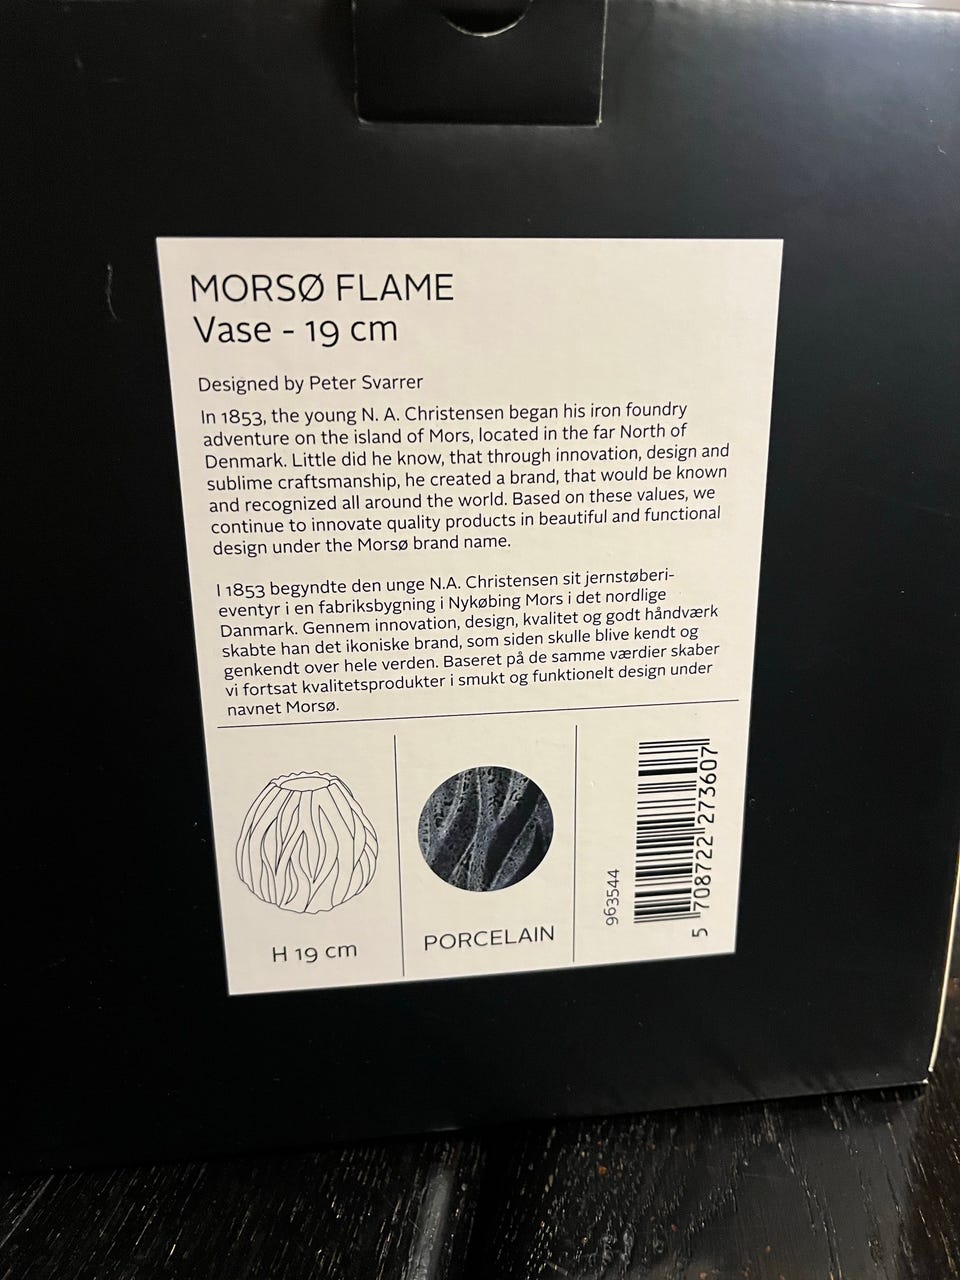 MORSØ FLAME
Vase - 19 cm
Designed by Peter Svarrer
In 1853, the young N. A. Christensen began his iron foundry
adventure on the island of Mors, located in the far North of
Denmark. Little did he know, that through innovation, design and
sublime craftsmanship, he created a brand, that would be known
and recognized all around the world. Based on these values, we
continue to innovate quality products in beautiful and functional
design under the Morsø brand name.
I 1853 begyndte den unge N.A. Christensen sit jernstøberi-
eventyr i en fabriksbygning i Nykøbing Mors i det nordlige
Danmark. Gennem innovation, design, kvalitet og godt håndværk
skabte han det ikoniske brand, som siden skulle blive kendt og
genkendt over hele verden. Baseret på de samme værdier skaber
vi fortsat kvalitetsprodukter i smukt og funktionelt design under
navnet Morsø.
H 19 cm
PORCELAIN
963544
5 708722 273607